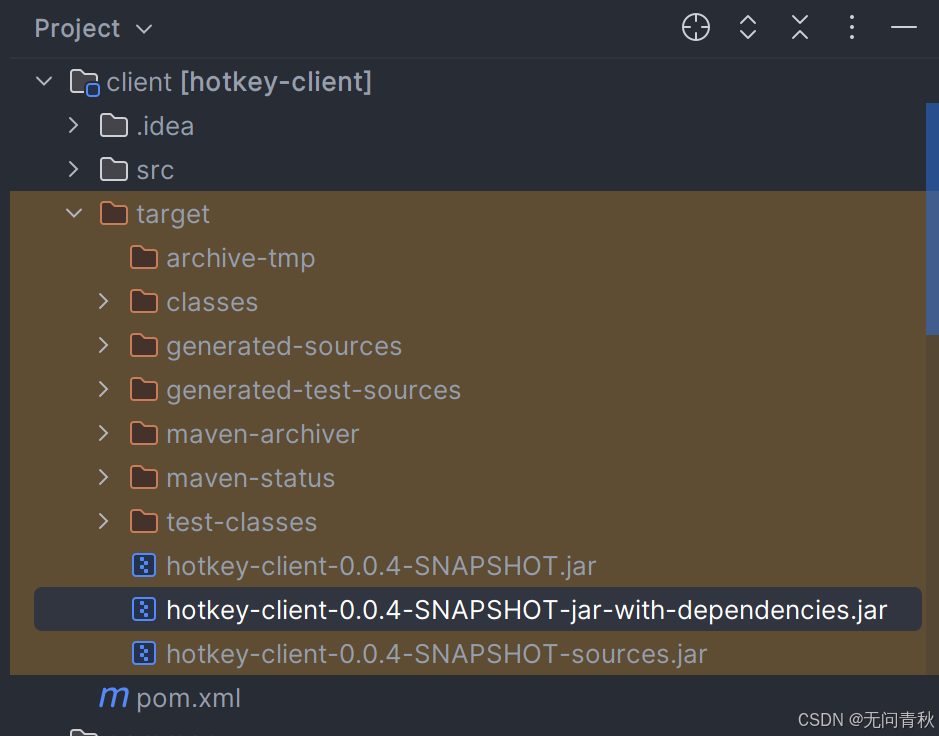 Project
client [hotkey-client]
.idea
src
target
archive-tmp
classes
generated-sources
generated-test-sources
maven-archiver
maven-status
test-classes
hotkey-client-0.0.4-SNAPSHOT.jar
hotkey-client-0.0.4-SNAPSHOT-jar-with-dependencies.jar
hotkey-client-0.0.4-SNAPSHOT-sources.jar
m pom.xml
CSDN @无问青秋